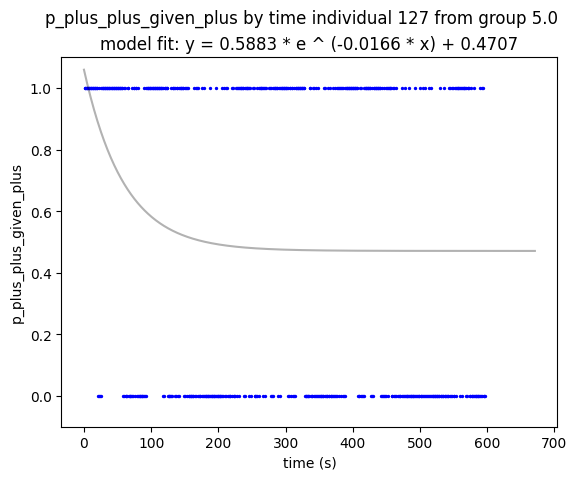 p_plus_plus_given_plus by time individual 127 from group 5.0
model fit: y = 0.5883 * e ^ (-0.0166 * x) + 0.4707
1.0
0.8
0.6
0.4
0.2
0.0
p_plus_plus_given_plus
0 100 200 300 400 500 600 700
time (s)